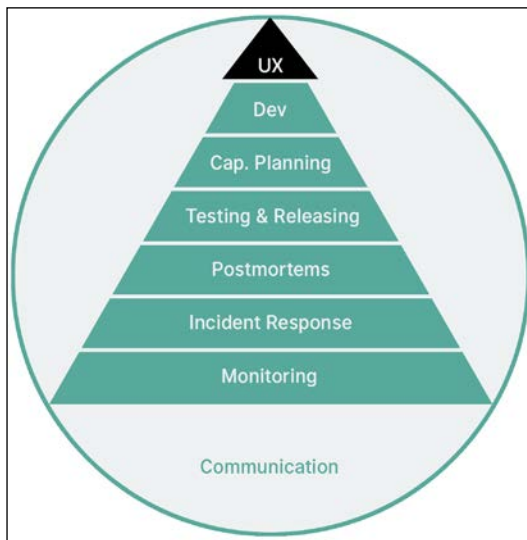 UX
Dev
Cap. Planning
Testing & Releasing
Postmortems
Incident Response
Monitoring
Communication